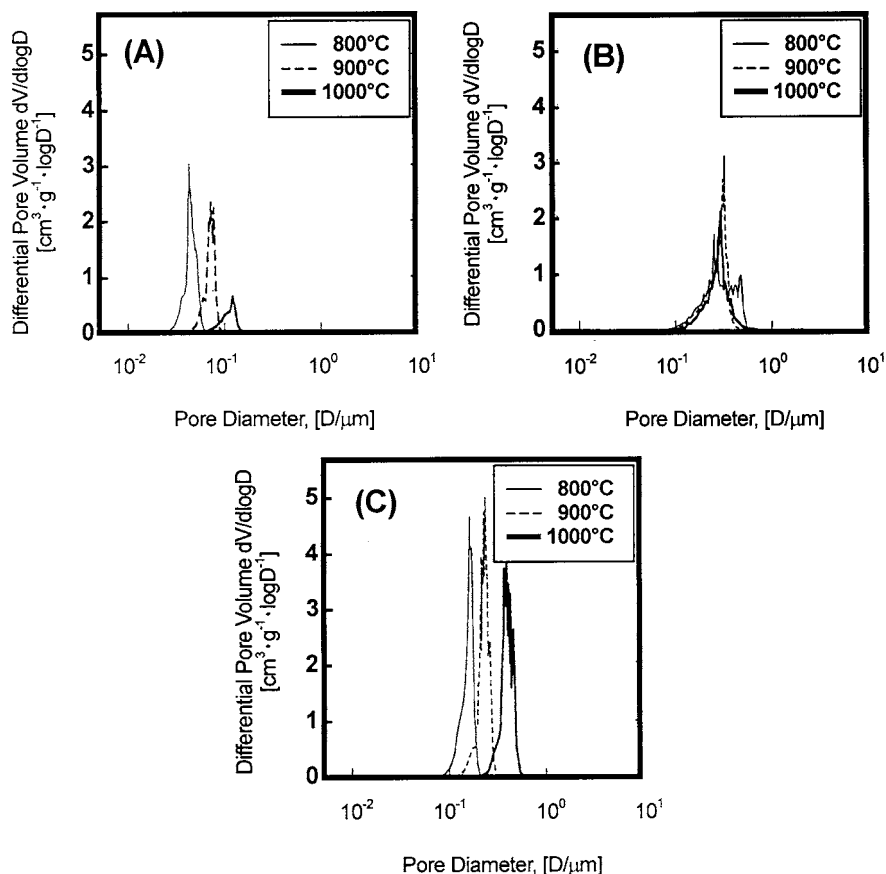 (A)
800°C
900°C
1000°C
Differential Pore Volume dV/dlogD
[cm³·g⁻¹·logD⁻¹]
5
4
3
2
1
0
10⁻² 10⁻¹ 10⁰ 10¹
Pore Diameter, [D/μm]
(B)
800°C
900°C
1000°C
Differential Pore Volume dV/dlogD
[cm³·g⁻¹·logD⁻¹]
5
4
3
2
1
0
10⁻² 10⁻¹ 10⁰ 10¹
Pore Diameter, [D/μm]
(C)
800°C
900°C
1000°C
Differential Pore Volume dV/dlogD
[cm³·g⁻¹·logD⁻¹]
5
4
3
2
1
0
10⁻² 10⁻¹ 10⁰ 10¹
Pore Diameter, [D/μm]